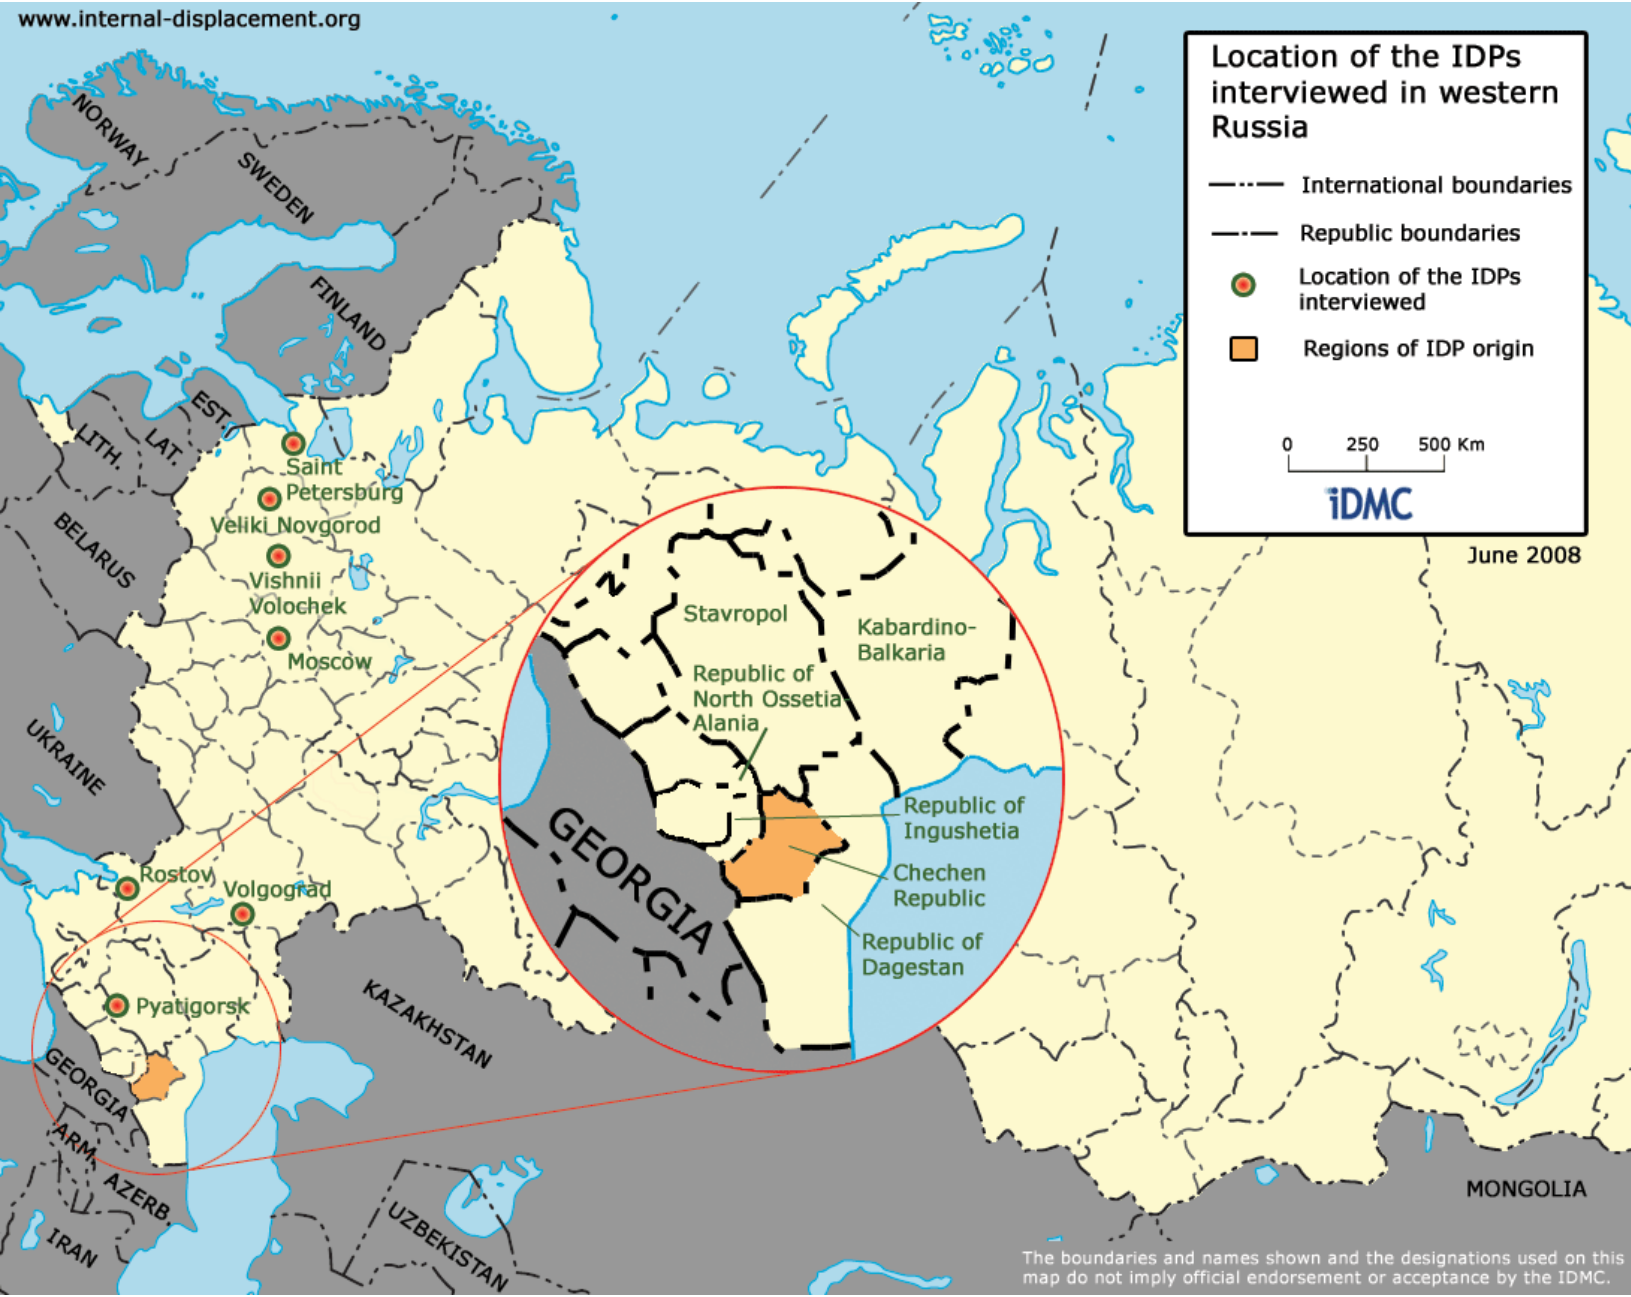 www.internal-displacement.org
Location of the IDPs
interviewed in western
Russia
International boundaries
Republic boundaries
Location of the IDPs
interviewed
Regions of IDP origin
0 250 500 Km
iDMC
June 2008
NORWAY
SWEDEN
FINLAND
EST.
LAT.
LITH.
BELARUS
UKRAINE
Saint
Petersburg
Veliki Novgorod
Vishnii
Volochek
Moscow
Rostov
Volgograd
Pyatigorsk
GEORGIA
ARM.
AZERB.
IRAN
KAZAKHSTAN
UZBEKISTAN
MONGOLIA
Stavropol
Kabardino-
Balkaria
Republic of
North Ossetia-
Alania
GEORGIA
Republic of
Ingushetia
Chechen
Republic
Republic of
Dagestan
The boundaries and names shown and the designations used on this
map do not imply official endorsement or acceptance by the IDMC.